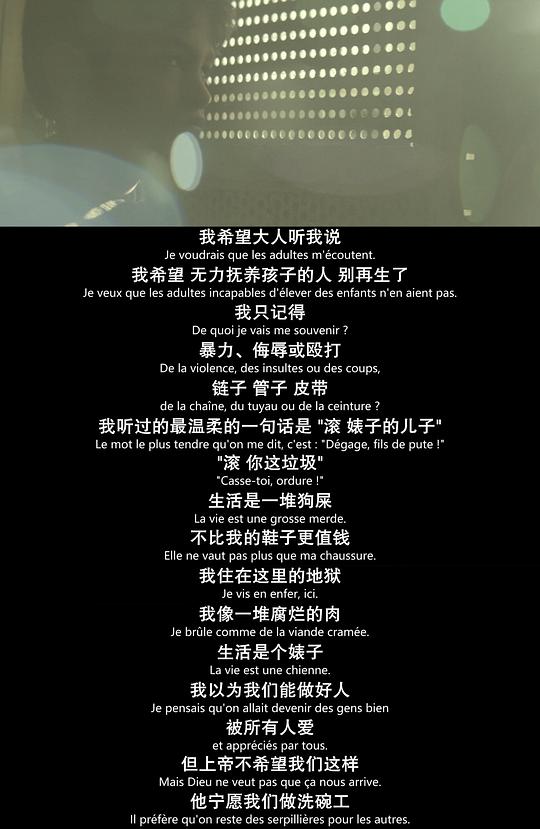 我希望大人听我说
Je voudrais que les adultes m'écoutent.
我希望 无力抚养孩子的人 别再生了
Je veux que les adultes incapables d'élever des enfants n'en aient pas.
我只记得
De quoi je vais me souvenir ?
暴力、侮辱或殴打
De la violence, des insultes ou des coups,
链子 管子 皮带
de la chaîne, du tuyau ou de la ceinture ?
我听过的最温柔的一句话是 "滚 婊子的儿子"
Le mot le plus tendre qu'on me dit, c'est : "Dégage, fils de pute !"
"滚 你这垃圾"
"Casse-toi, ordure !"
生活是一堆狗屎
La vie est une grosse merde.
不比我的鞋子更值钱
Elle ne vaut pas plus que ma chaussure.
我住在这里的地狱
Je vis en enfer, ici.
我像一堆腐烂的肉
Je brûle comme de la viande cramée.
生活是个婊子
La vie est une chienne.
我以为我们能做好人
Je pensais qu'on allait devenir des gens bien
被所有人爱
et appréciés par tous.
但上帝不希望我们这样
Mais Dieu ne veut pas que ça nous arrive.
他宁愿我们做洗碗工
Il préfère qu'on reste des serpillières pour les autres.